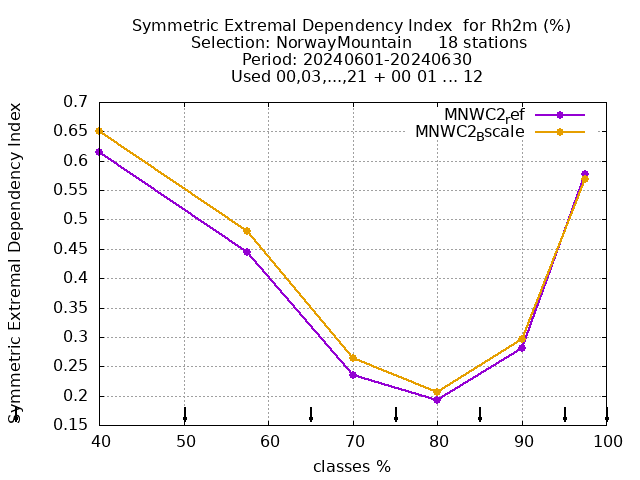 Symmetric Extremal Dependency Index  for Rh2m (%)
Selection: NorwayMountain     18 stations
Period: 20240601-20240630
Used 00,03,...,21 + 00 01 ... 12
MNWC2ref
MNWC2Bscale
Symmetric Extremal Dependency Index
0.7
0.65
0.6
0.55
0.5
0.45
0.4
0.35
0.3
0.25
0.2
0.15
40 50 60 70 80 90 100
classes %